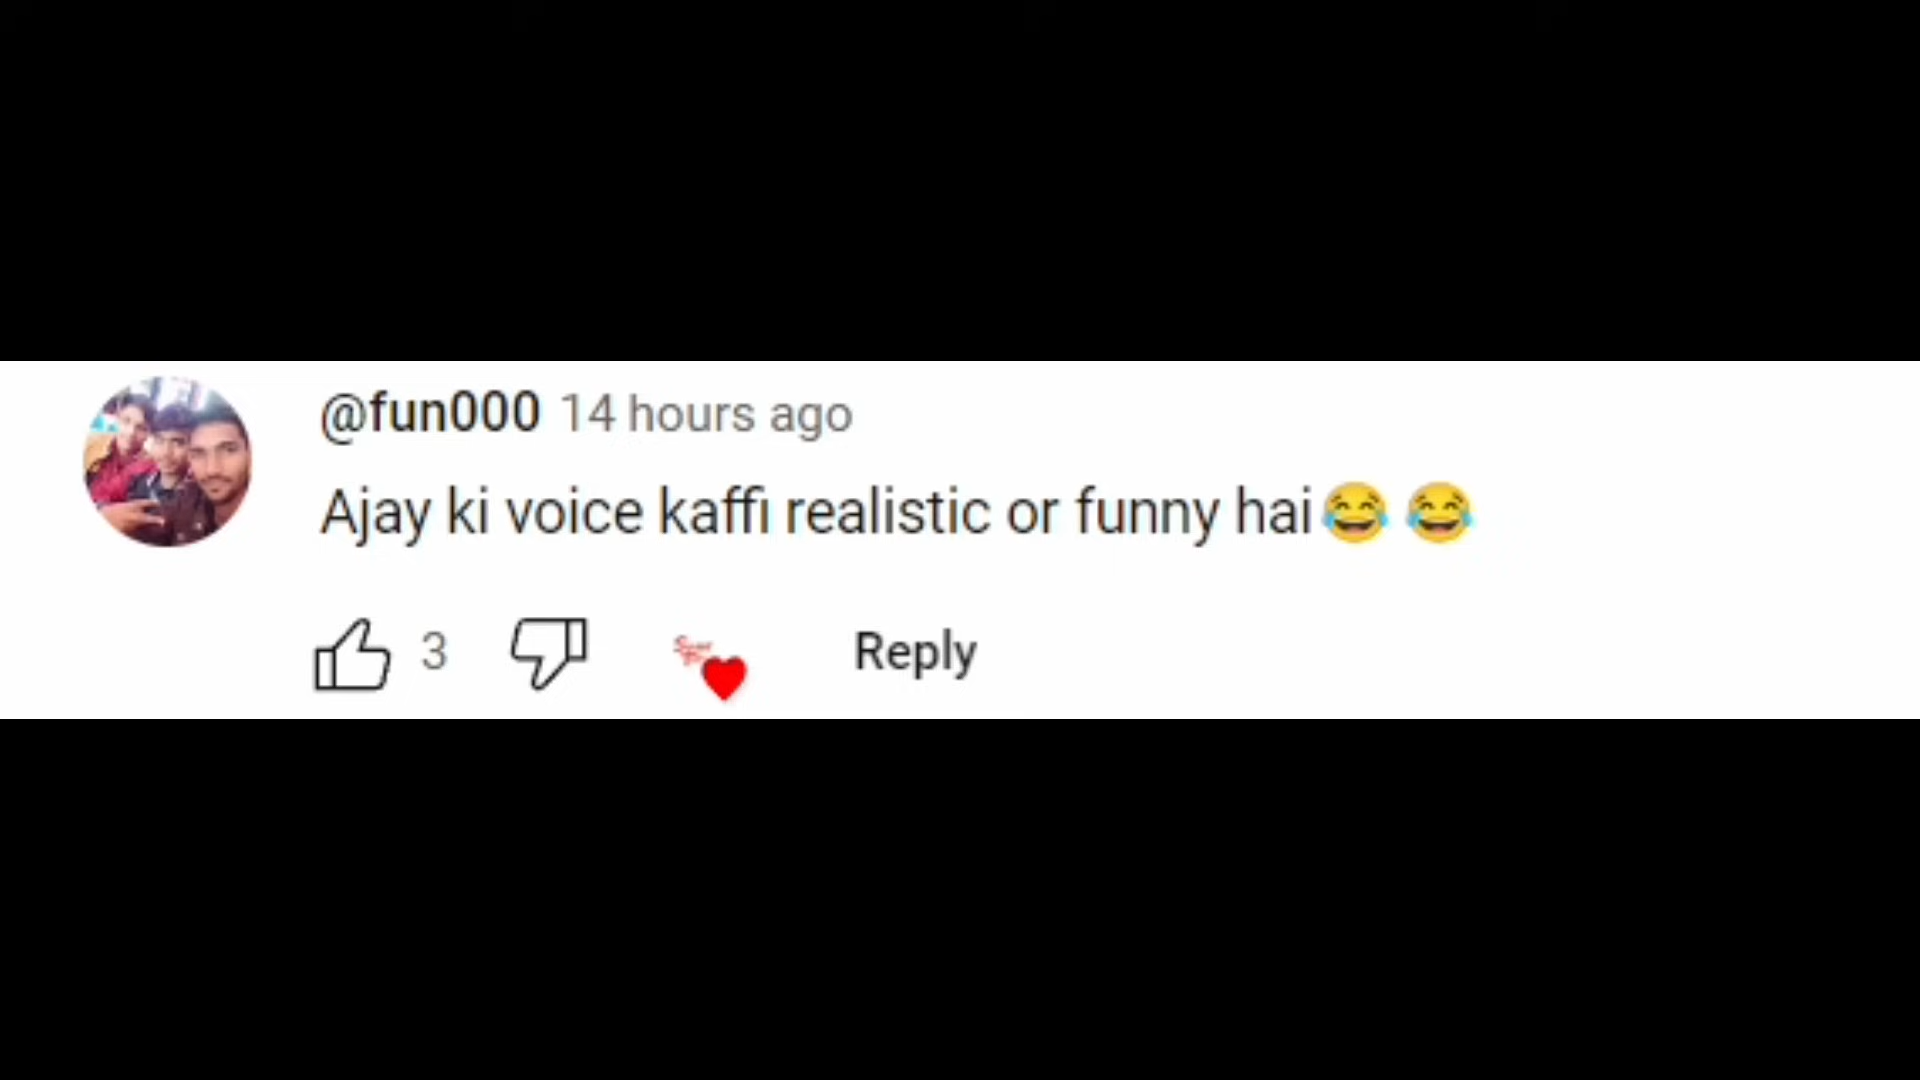 @fun000 14 hours ago
Ajay ki voice kaffi realistic or funny hai😂 😂
3 Reply